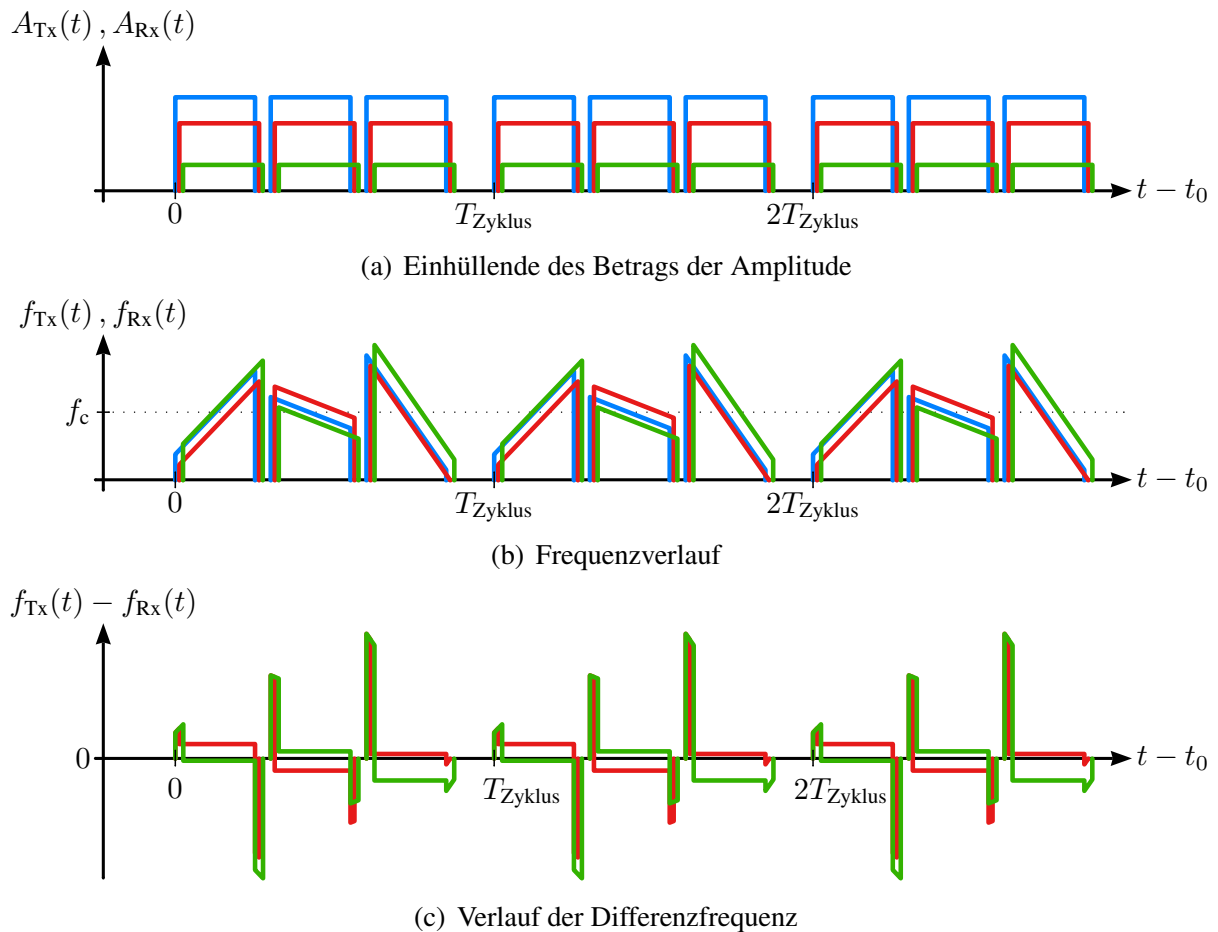 A_Tx(t) , A_Rx(t)
t − t_0
0 T_Zyklus 2T_Zyklus
(a) Einhüllende des Betrags der Amplitude
f_Tx(t) , f_Rx(t)
f_c
t − t_0
0 T_Zyklus 2T_Zyklus
(b) Frequenzverlauf
f_Tx(t) − f_Rx(t)
0
t − t_0
0 T_Zyklus 2T_Zyklus
(c) Verlauf der Differenzfrequenz